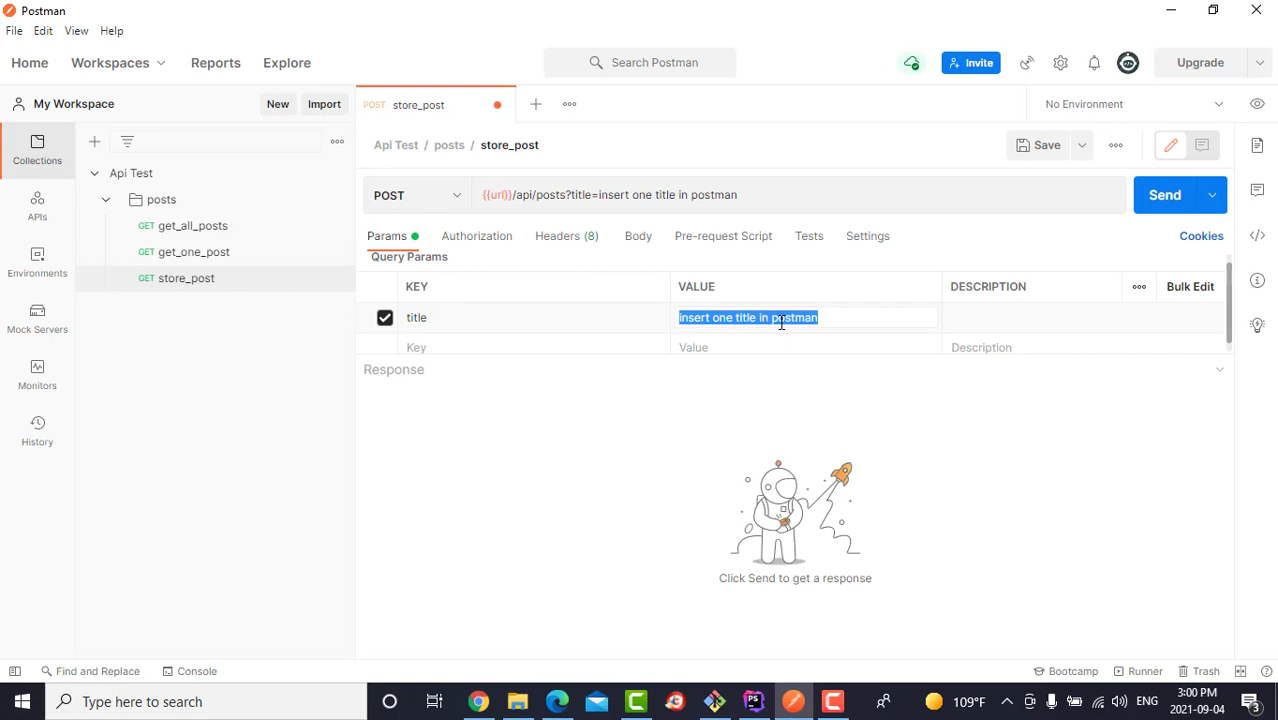 Postman
File Edit View Help
Home Workspaces Reports Explore Search Postman Invite Upgrade
My Workspace New Import POST store_post No Environment
Collections
APIs
Environments
Mock Servers
Monitors
History
Api Test
posts
GET get_all_posts
GET get_one_post
GET store_post
Api Test / posts / store_post Save
POST {{url}}/api/posts?title=insert one title in postman Send
Params Authorization Headers (8) Body Pre-request Script Tests Settings Cookies
Query Params
KEY VALUE DESCRIPTION Bulk Edit
title insert one title in postman
Key Value Description
Response
Click Send to get a response
Find and Replace Console Bootcamp Runner Trash
Type here to search 109°F ENG 3:00 PM
2021-09-04
3